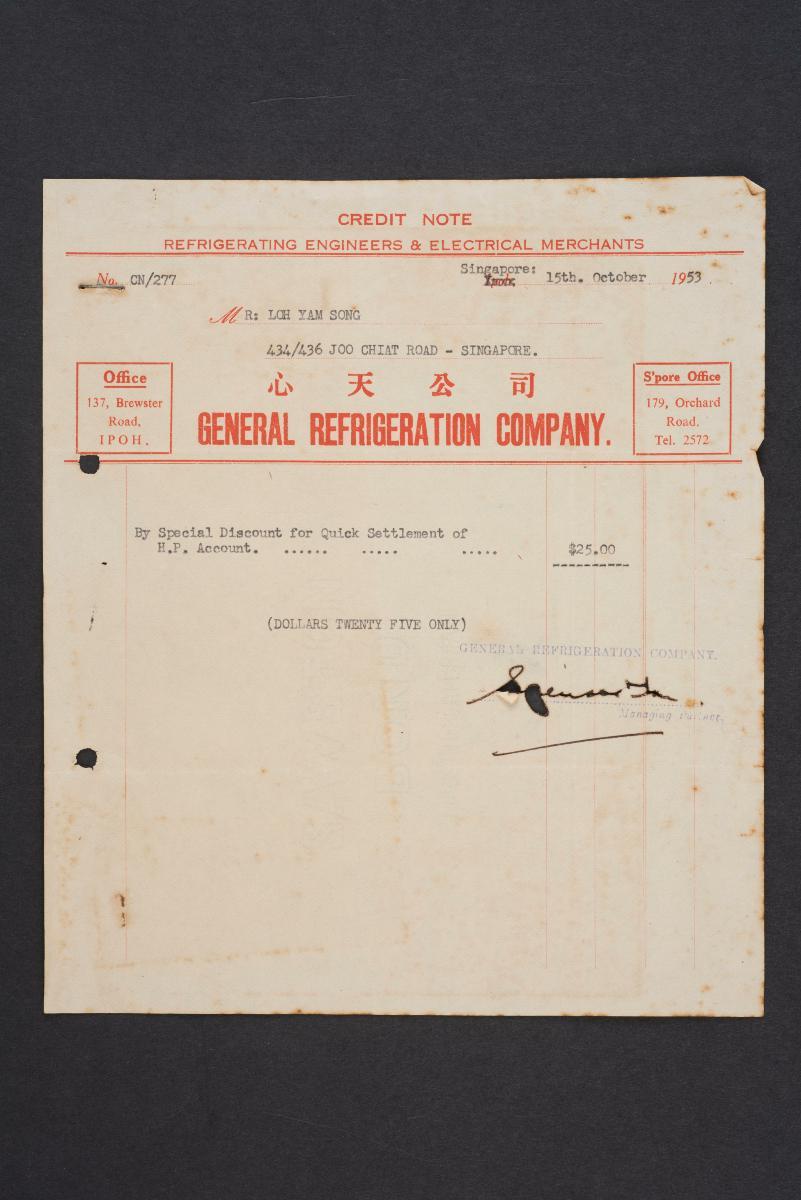 CREDIT NOTE
REFRIGERATING ENGINEERS & ELECTRICAL MERCHANTS
No. CN/277
Singapore: 15th. October 1953
MR: LOH YAM SONG
434/436 JOO CHIAT ROAD - SINGAPORE.
Office
137, Brewster
Road,
IPOH.
心天公司
GENERAL REFRIGERATION COMPANY.
S'pore Office
179, Orchard
Road.
Tel. 2572
By Special Discount for Quick Settlement of
H.P. Account. ...... ..... ..... $25.00
(DOLLARS TWENTY FIVE ONLY)
GENERAL REFRIGERATION COMPANY.
Managing